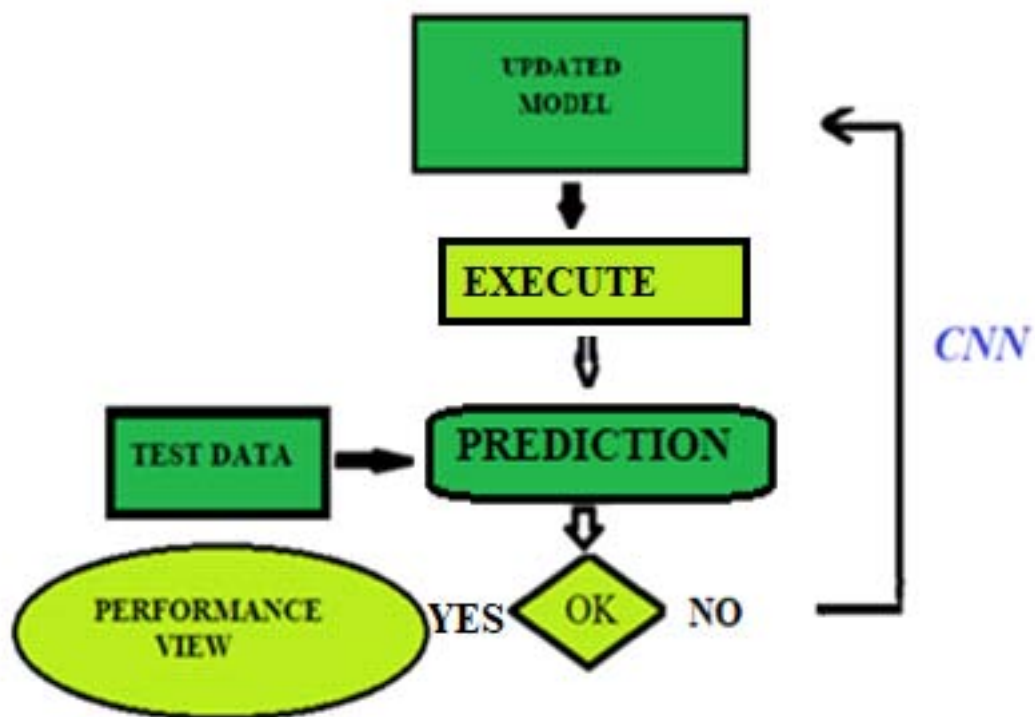 UPDATED
MODEL
EXECUTE
CNN
PREDICTION
TEST DATA
PERFORMANCE
VIEW
YES
OK
NO